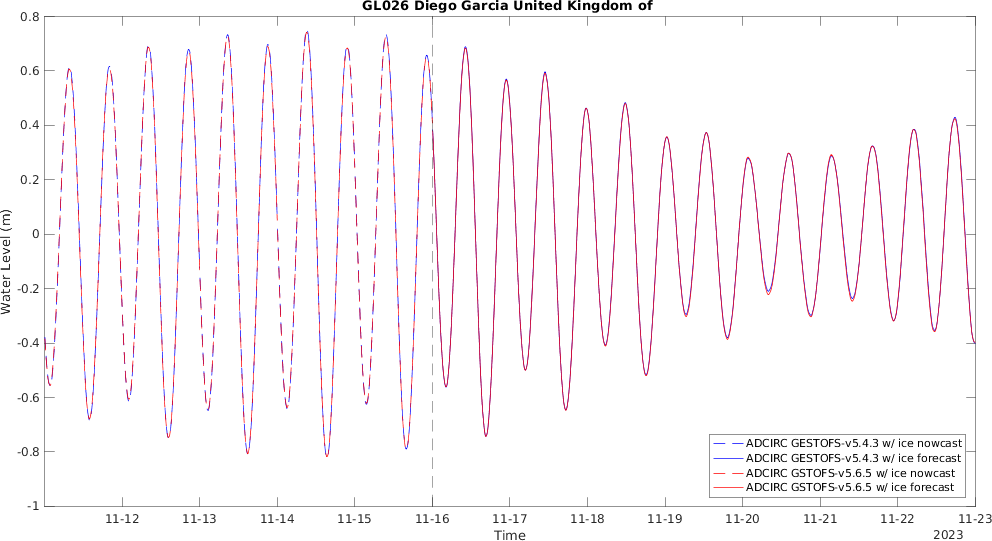 GL026 Diego Garcia United Kingdom of
0.8
0.6
0.4
0.2
0
-0.2
-0.4
-0.6
-0.8
-1
Water Level (m)
ADCIRC GESTOFS-v5.4.3 w/ ice nowcast
ADCIRC GESTOFS-v5.4.3 w/ ice forecast
ADCIRC GSTOFS-v5.6.5 w/ ice nowcast
ADCIRC GSTOFS-v5.6.5 w/ ice forecast
11-12 11-13 11-14 11-15 11-16 11-17 11-18 11-19 11-20 11-21 11-22 11-23
Time
2023